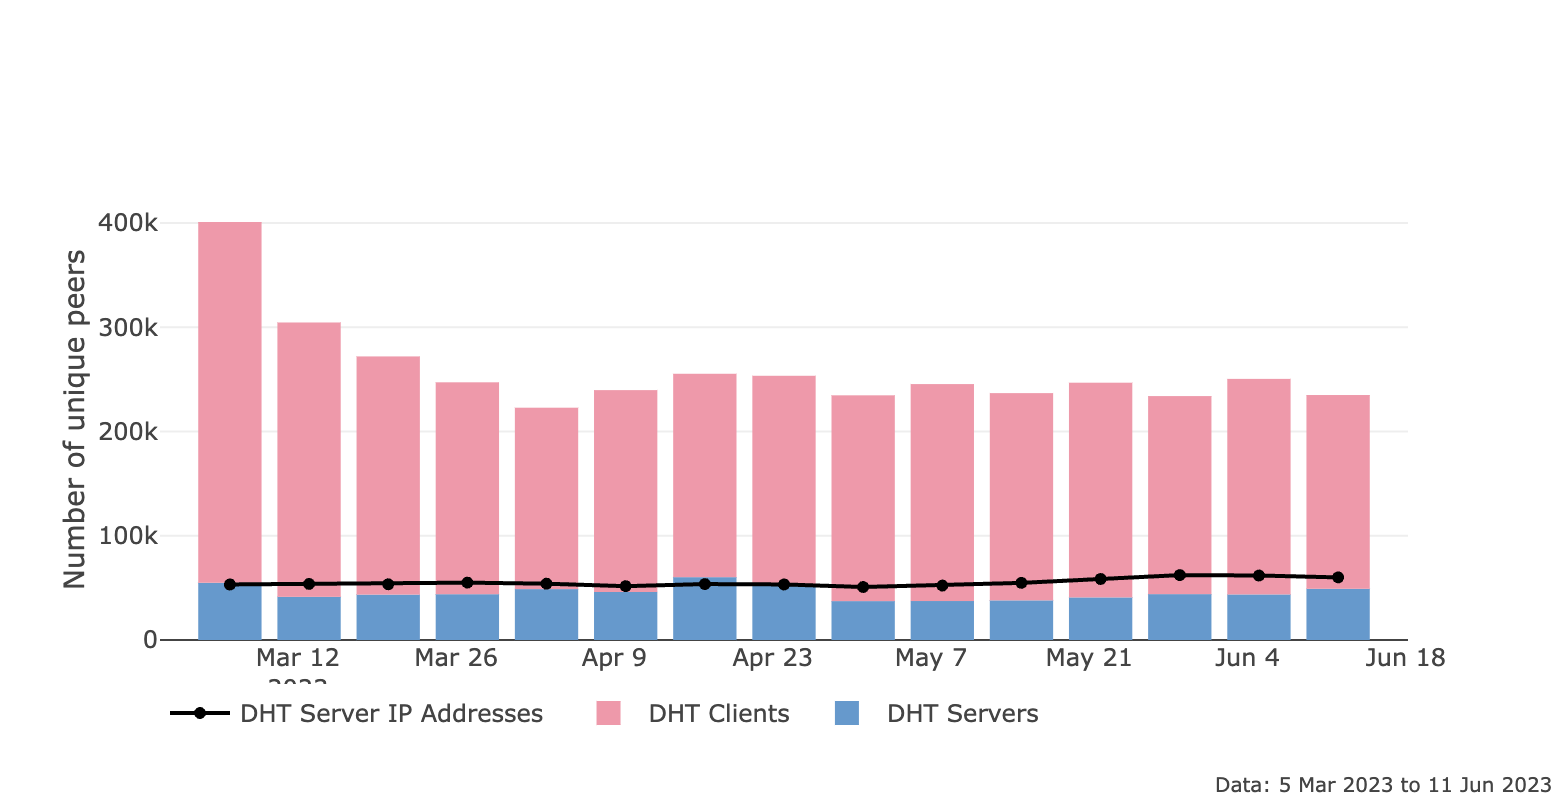 Number of unique peers
400k
300k
200k
100k
0
Mar 12 Mar 26 Apr 9 Apr 23 May 7 May 21 Jun 4 Jun 18
DHT Server IP Addresses DHT Clients DHT Servers
Data: 5 Mar 2023 to 11 Jun 2023